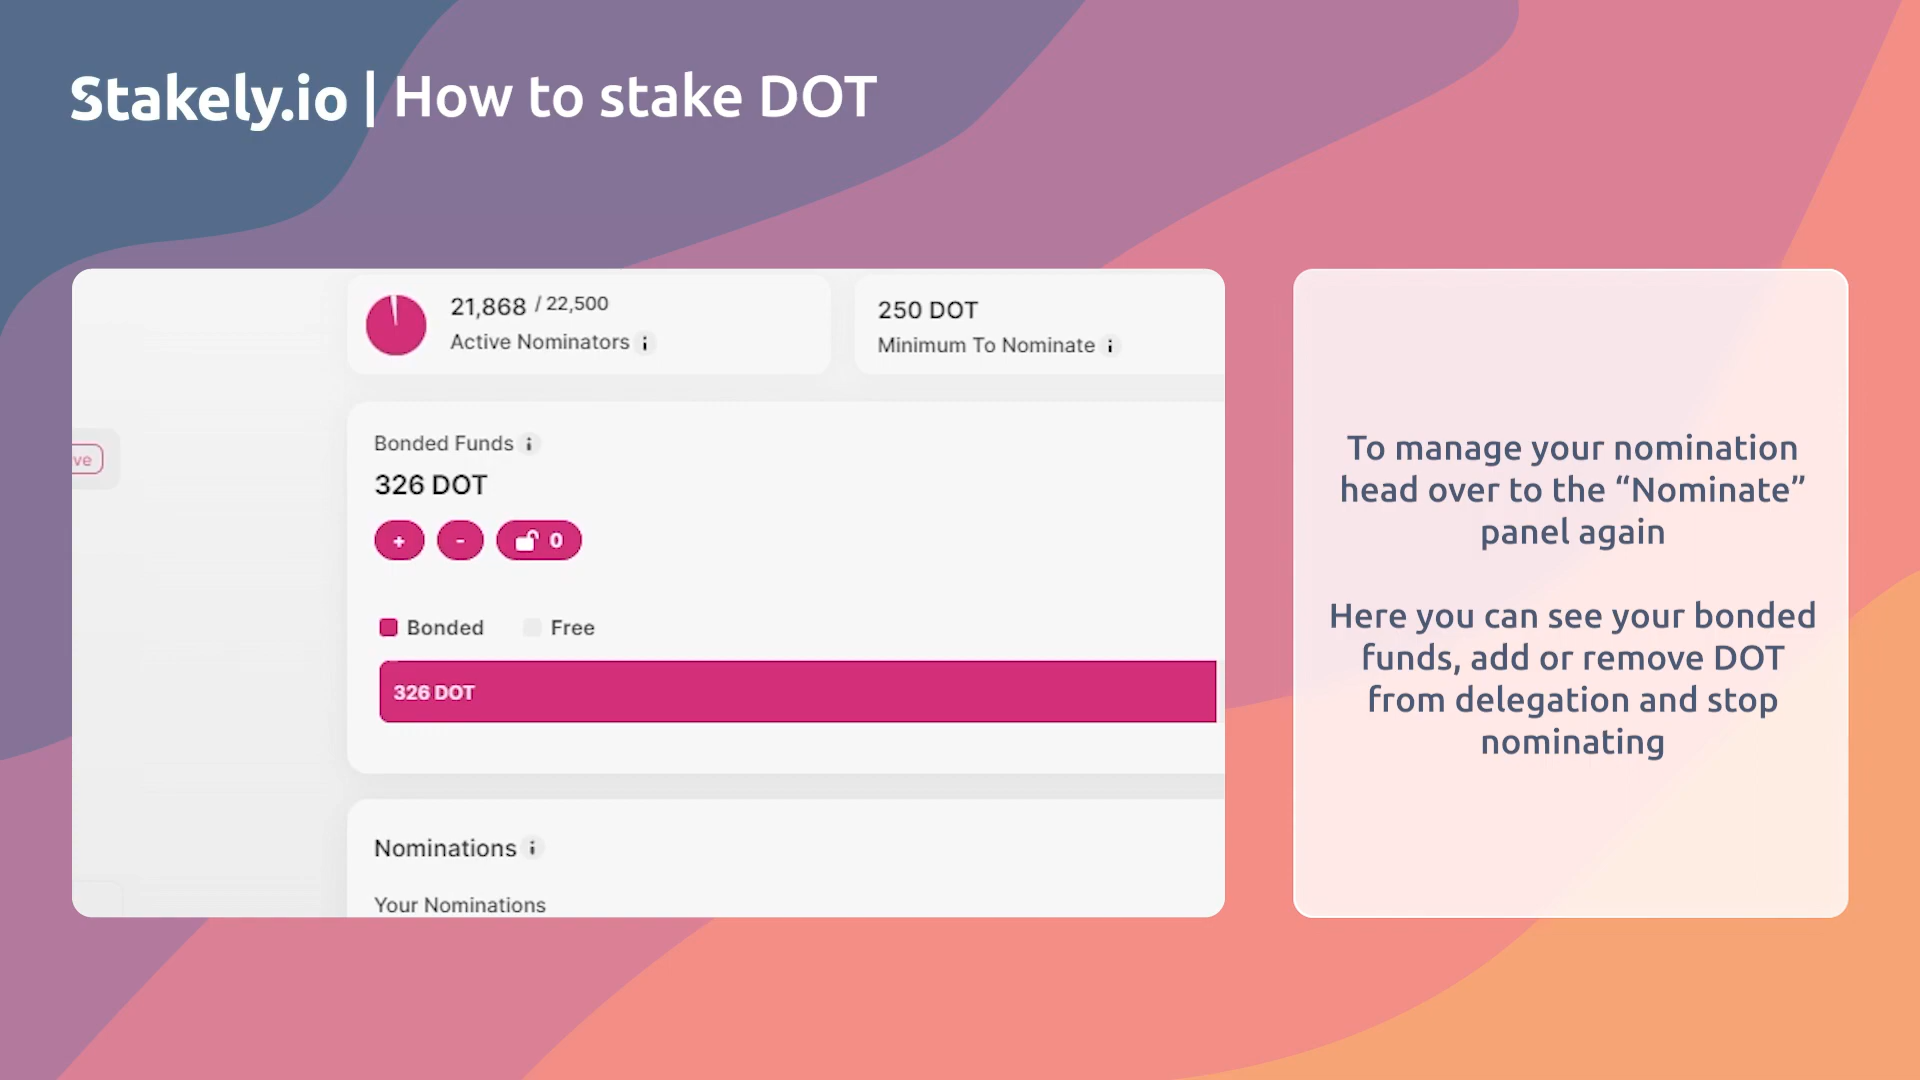 Stakely.io | How to stake DOT
21,868 / 22,500
Active Nominators i
250 DOT
Minimum To Nominate i
ve
Bonded Funds i
326 DOT
+ - 0
Bonded Free
326 DOT
Nominations i
Your Nominations
To manage your nomination
head over to the “Nominate”
panel again
Here you can see your bonded
funds, add or remove DOT
from delegation and stop
nominating